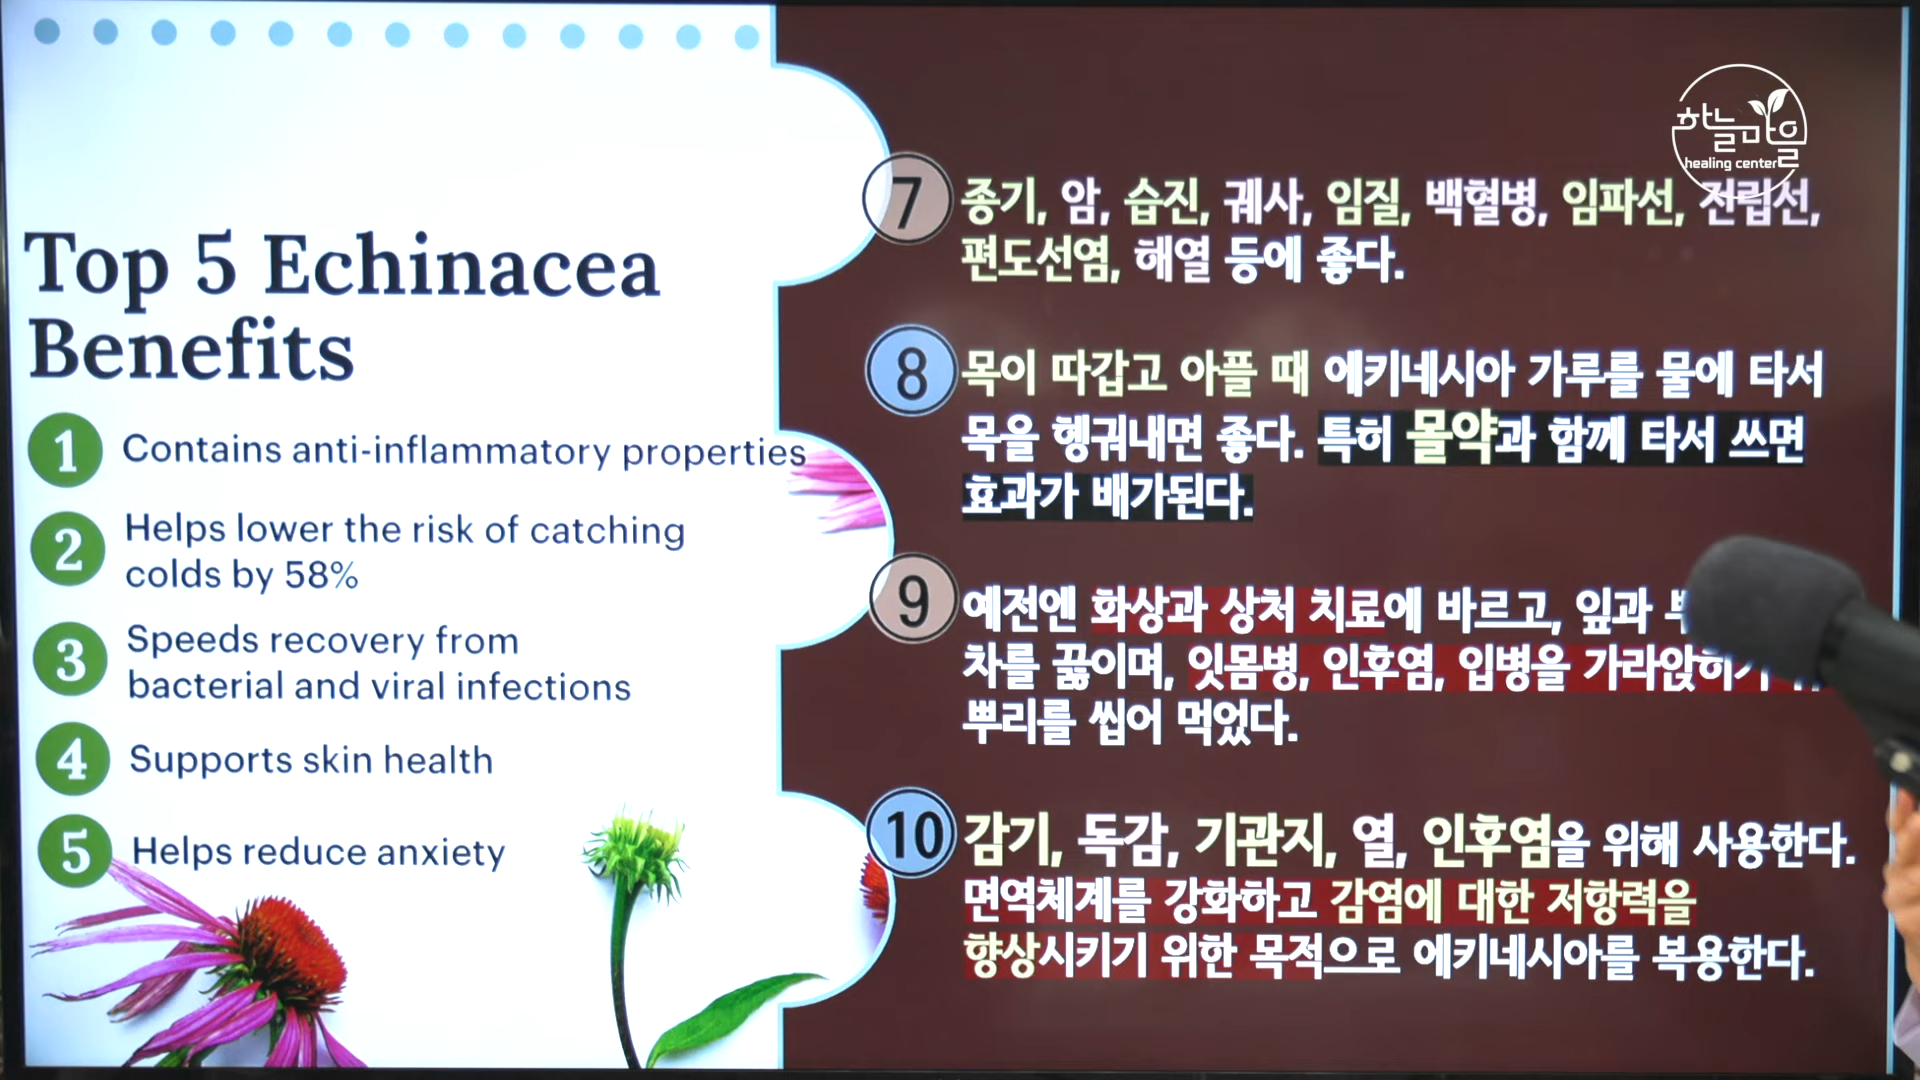 하늘마을
healing center
Top 5 Echinacea
Benefits
1 Contains anti-inflammatory properties
2 Helps lower the risk of catching
colds by 58%
3 Speeds recovery from
bacterial and viral infections
4 Supports skin health
5 Helps reduce anxiety
7 종기, 암, 습진, 궤사, 임질, 백혈병, 임파선, 전립선,
편도선염, 해열 등에 좋다.
8 목이 따갑고 아플 때 에키네시아 가루를 물에 타서
목을 헹궈내면 좋다. 특히 몰약과 함께 타서 쓰면
효과가 배가된다.
9 예전엔 화상과 상처 치료에 바르고, 잎과
차를 끓이며, 잇몸병, 인후염, 입병을 가라앉히기
뿌리를 씹어 먹었다.
10 감기, 독감, 기관지, 열, 인후염을 위해 사용한다.
면역체계를 강화하고 감염에 대한 저항력을
향상시키기 위한 목적으로 에키네시아를 복용한다.